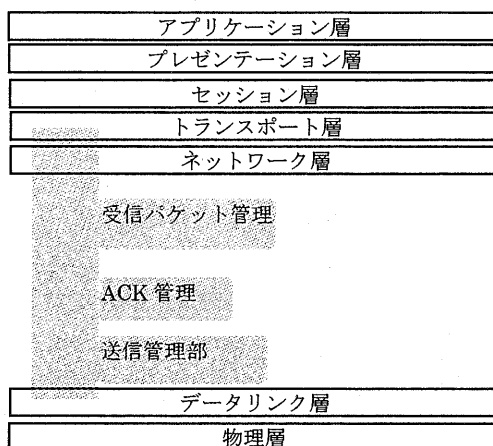 アプリケーション層
プレゼンテーション層
セッション層
トランスポート層
ネットワーク層
受信パケット管理
ACK 管理
送信管理部
データリンク層
物理層